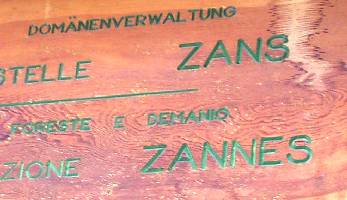 DOMÄNENVERWALTUNG
STELLE ZANS
FORESTE E DEMANIO
ZIONE ZANNES